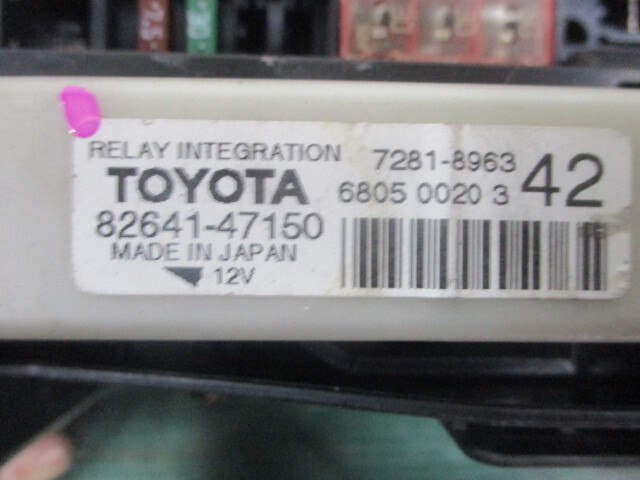 RELAY INTEGRATION 7281-8963
TOYOTA 6805 0020 3 42
82641-47150
MADE IN JAPAN
12V